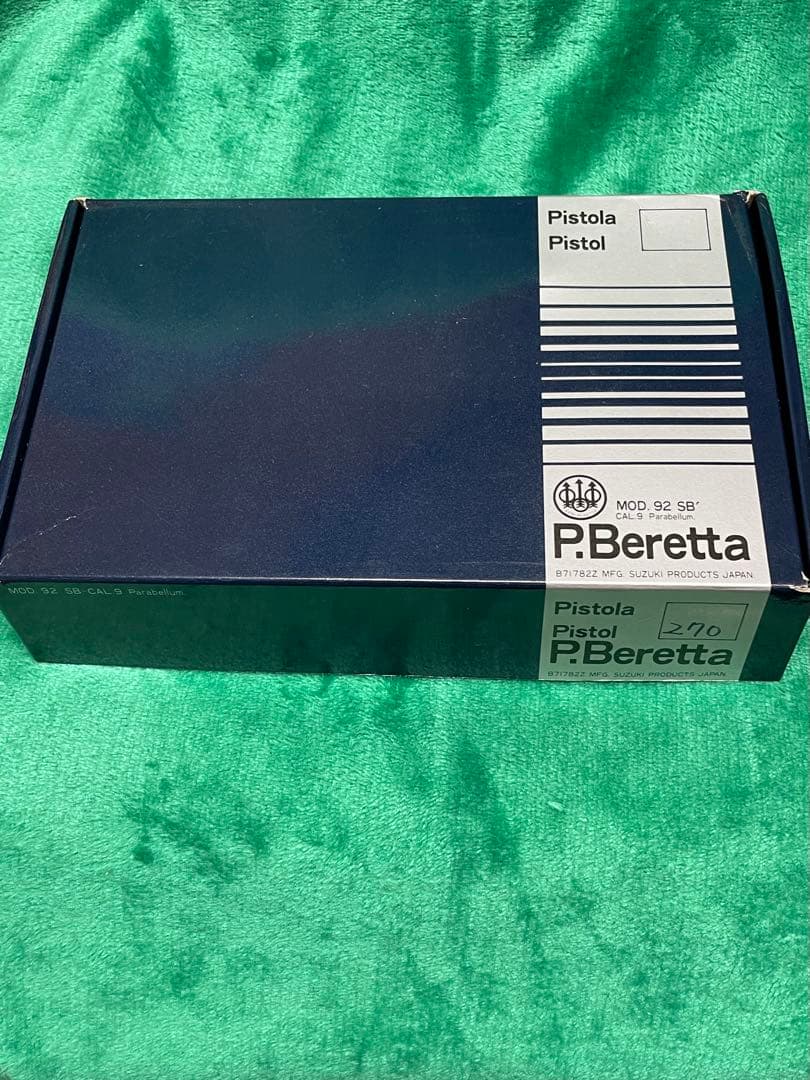 Pistola
Pistol
MOD. 92 SB'
CAL.9 Parabellum.
P.Beretta
B71782Z MFG. SUZUKI PRODUCTS JAPAN.
MOD. 92 SB-CAL.9 Parabellum.
Pistola
Pistol
270
P.Beretta
B71782Z MFG. SUZUKI PRODUCTS JAPAN.